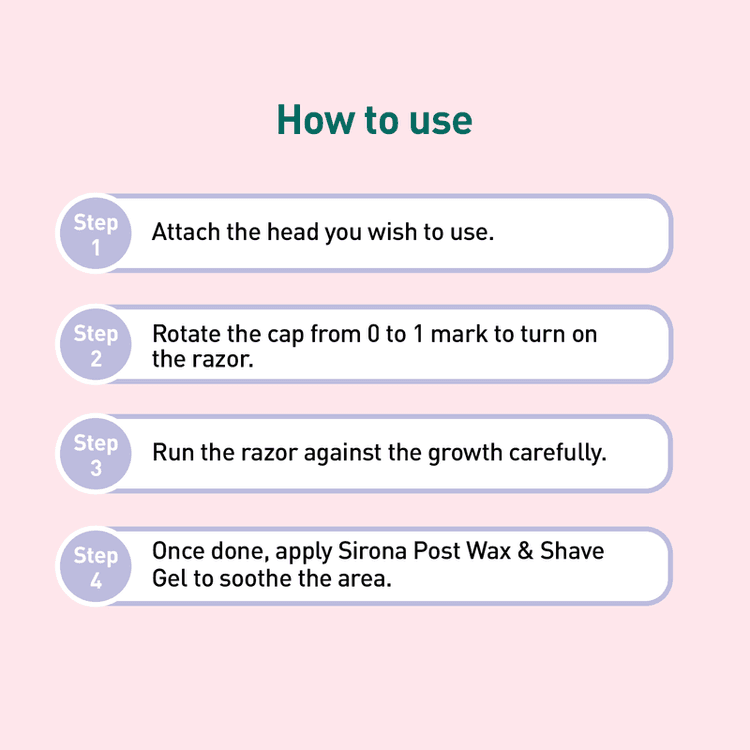 How to use
Step
1
Attach the head you wish to use.
Step
2
Rotate the cap from 0 to 1 mark to turn on
the razor.
Step
3
Run the razor against the growth carefully.
Step
4
Once done, apply Sirona Post Wax & Shave
Gel to soothe the area.